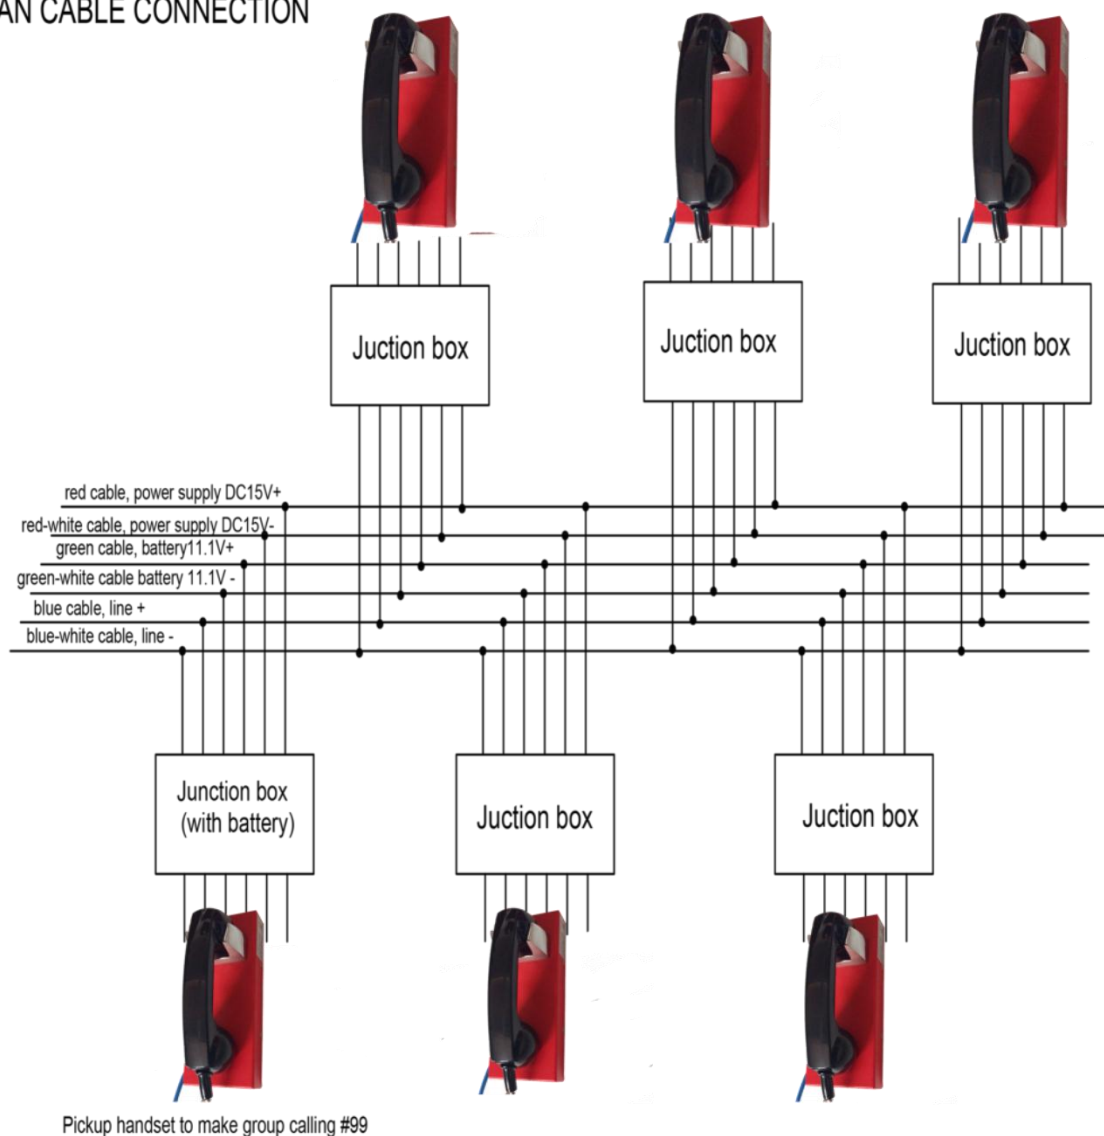 AN CABLE CONNECTION
Juction box
Juction box
Juction box
red cable, power supply DC15V+
red-white cable, power supply DC15V-
green cable, battery11.1V+
green-white cable battery 11.1V -
blue cable, line +
blue-white cable, line -
Junction box
(with battery)
Juction box
Juction box
Pickup handset to make group calling #99